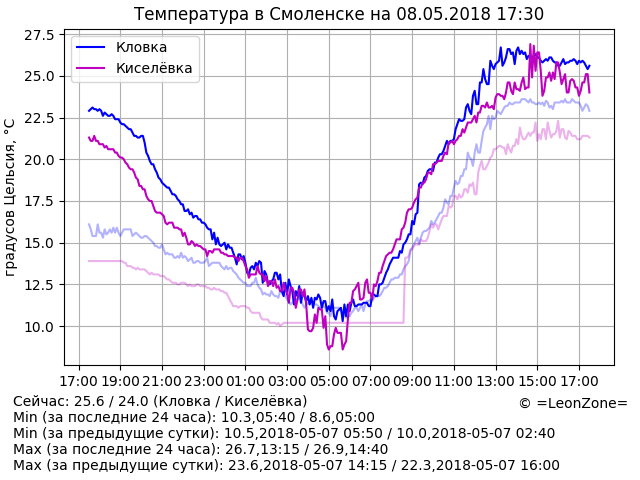 Температура в Смоленске на 08.05.2018 17:30
Кловка
Киселёвка
градусов Цельсия, °C
27.5
25.0
22.5
20.0
17.5
15.0
12.5
10.0
17:00 19:00 21:00 23:00 01:00 03:00 05:00 07:00 09:00 11:00 13:00 15:00 17:00
Сейчас: 25.6 / 24.0 (Кловка / Киселёвка)
© =LeonZone=
Min (за последние 24 часа): 10.3,05:40 / 8.6,05:00
Min (за предыдущие сутки): 10.5,2018-05-07 05:50 / 10.0,2018-05-07 02:40
Max (за последние 24 часа): 26.7,13:15 / 26.9,14:40
Max (за предыдущие сутки): 23.6,2018-05-07 14:15 / 22.3,2018-05-07 16:00